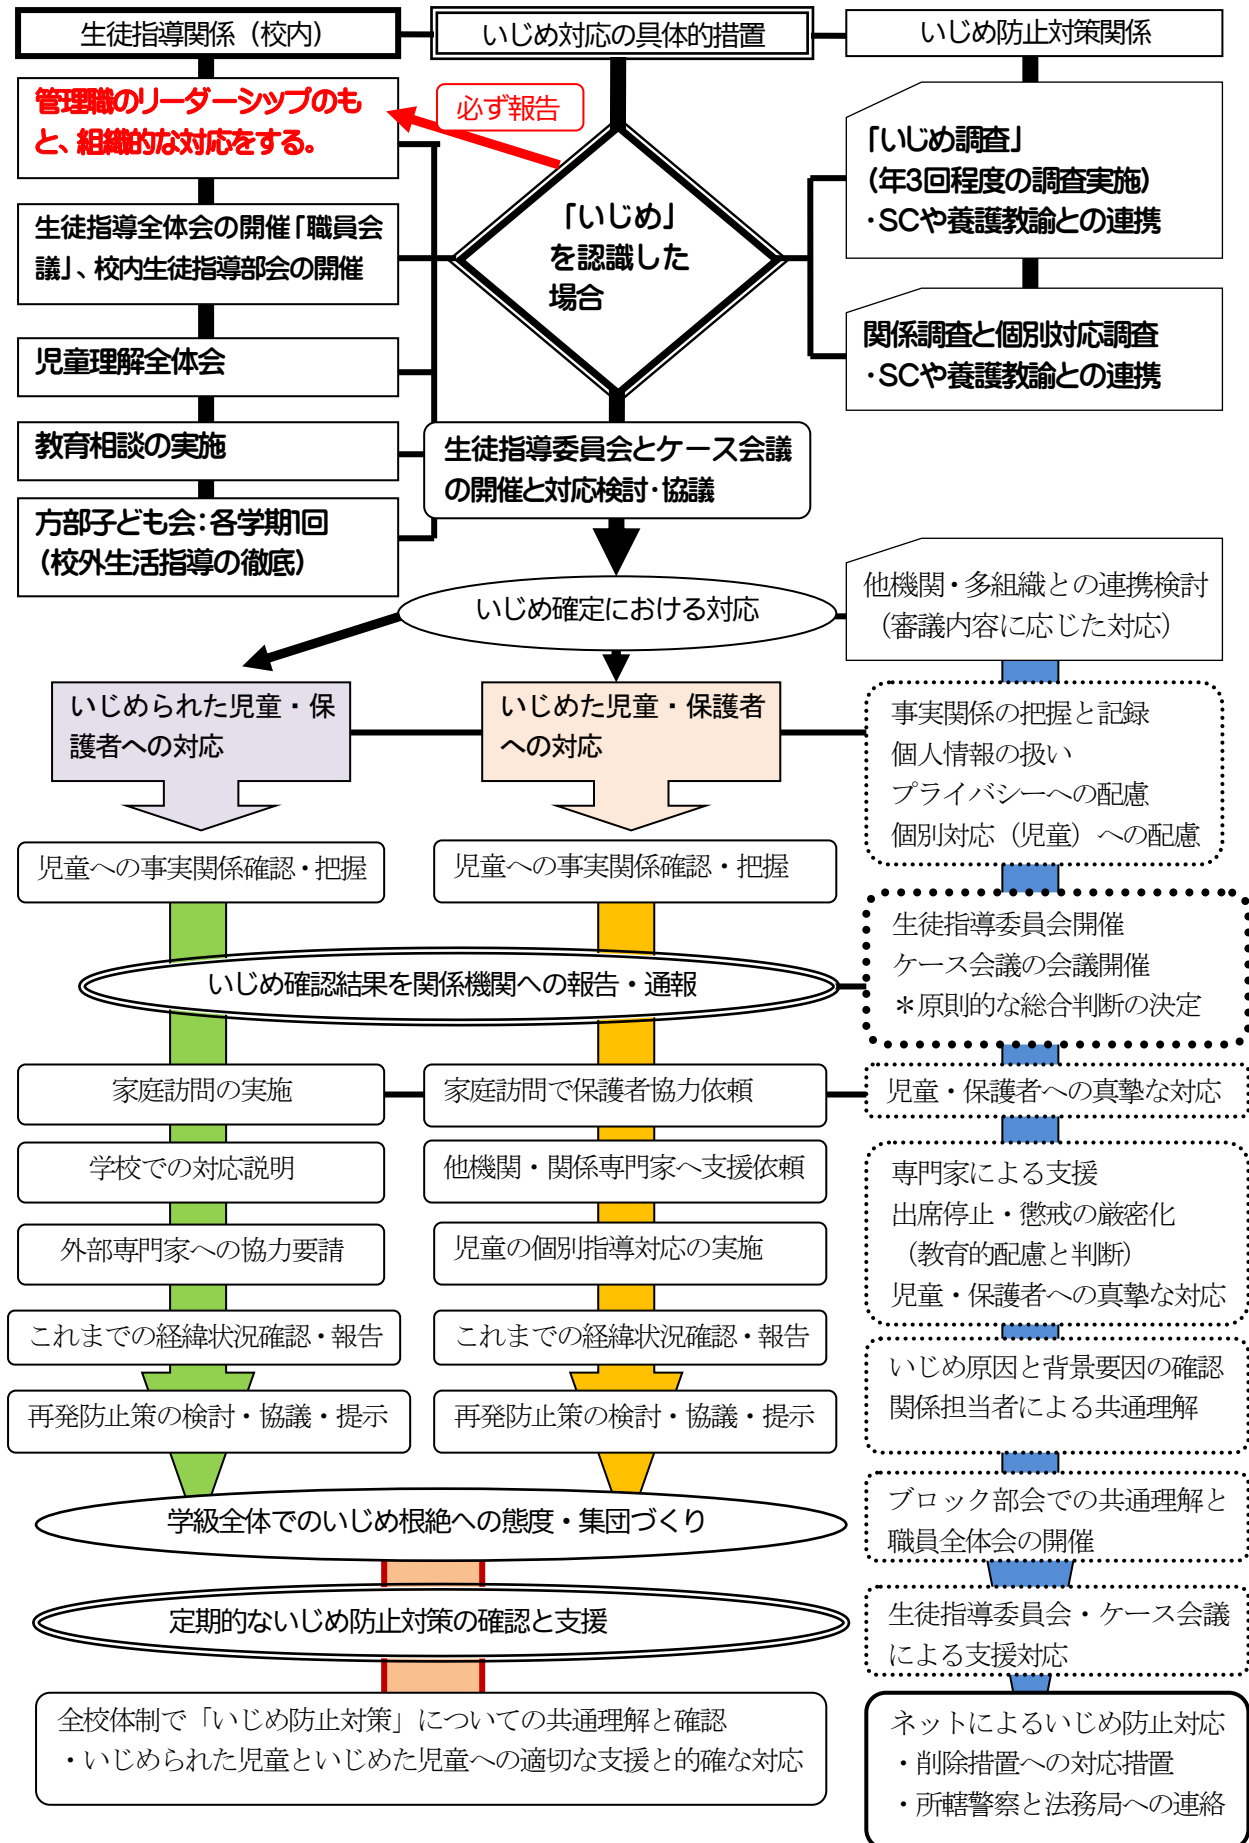 生徒指導関係（校内）
いじめ対応の具体的措置
いじめ防止対策関係
管理職のリーダーシップのも
と、組織的な対応をする。
必ず報告
「いじめ調査」
(年3回程度の調査実施)
・SCや養護教諭との連携
生徒指導全体会の開催「職員会
議」、校内生徒指導部会の開催
「いじめ」
を認識した
場合
関係調査と個別対応調査
・SCや養護教諭との連携
児童理解全体会
教育相談の実施
生徒指導委員会とケース会議
の開催と対応検討・協議
方部子ども会：各学期1回
(校外生活指導の徹底)
他機関・多組織との連携検討
（審議内容に応じた対応）
いじめ確定における対応
いじめられた児童・保
護者への対応
いじめた児童・保護者
への対応
事実関係の把握と記録
個人情報の扱い
プライバシーへの配慮
個別対応（児童）への配慮
児童への事実関係確認・把握
児童への事実関係確認・把握
生徒指導委員会開催
ケース会議の会議開催
＊原則的な総合判断の決定
いじめ確認結果を関係機関への報告・通報
家庭訪問の実施
家庭訪問で保護者協力依頼
児童・保護者への真摯な対応
学校での対応説明
他機関・関係専門家へ支援依頼
専門家による支援
出席停止・懲戒の厳密化
（教育的配慮と判断）
児童・保護者への真摯な対応
外部専門家への協力要請
児童の個別指導対応の実施
これまでの経緯状況確認・報告
これまでの経緯状況確認・報告
いじめ原因と背景要因の確認
関係担当者による共通理解
再発防止策の検討・協議・提示
再発防止策の検討・協議・提示
ブロック部会での共通理解と
職員全体会の開催
学級全体でのいじめ根絶への態度・集団づくり
定期的ないじめ防止対策の確認と支援
生徒指導委員会・ケース会議
による支援対応
全校体制で「いじめ防止対策」についての共通理解と確認
・いじめられた児童といじめた児童への適切な支援と的確な対応
ネットによるいじめ防止対応
・削除措置への対応措置
・所轄警察と法務局への連絡